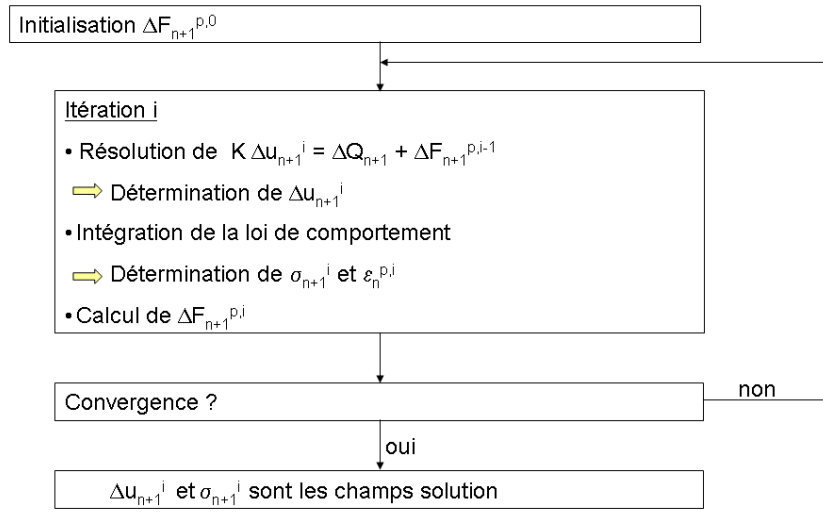 Initialisation ΔFₙ₊₁ᵖ,⁰
Itération i
• Résolution de K Δuₙ₊₁ⁱ = ΔQₙ₊₁ + ΔFₙ₊₁ᵖ,ⁱ⁻¹
Détermination de Δuₙ₊₁ⁱ
• Intégration de la loi de comportement
Détermination de σₙ₊₁ⁱ et εₙᵖ,ⁱ
• Calcul de ΔFₙ₊₁ᵖ,ⁱ
Convergence ?
non
oui
Δuₙ₊₁ⁱ et σₙ₊₁ⁱ sont les champs solution